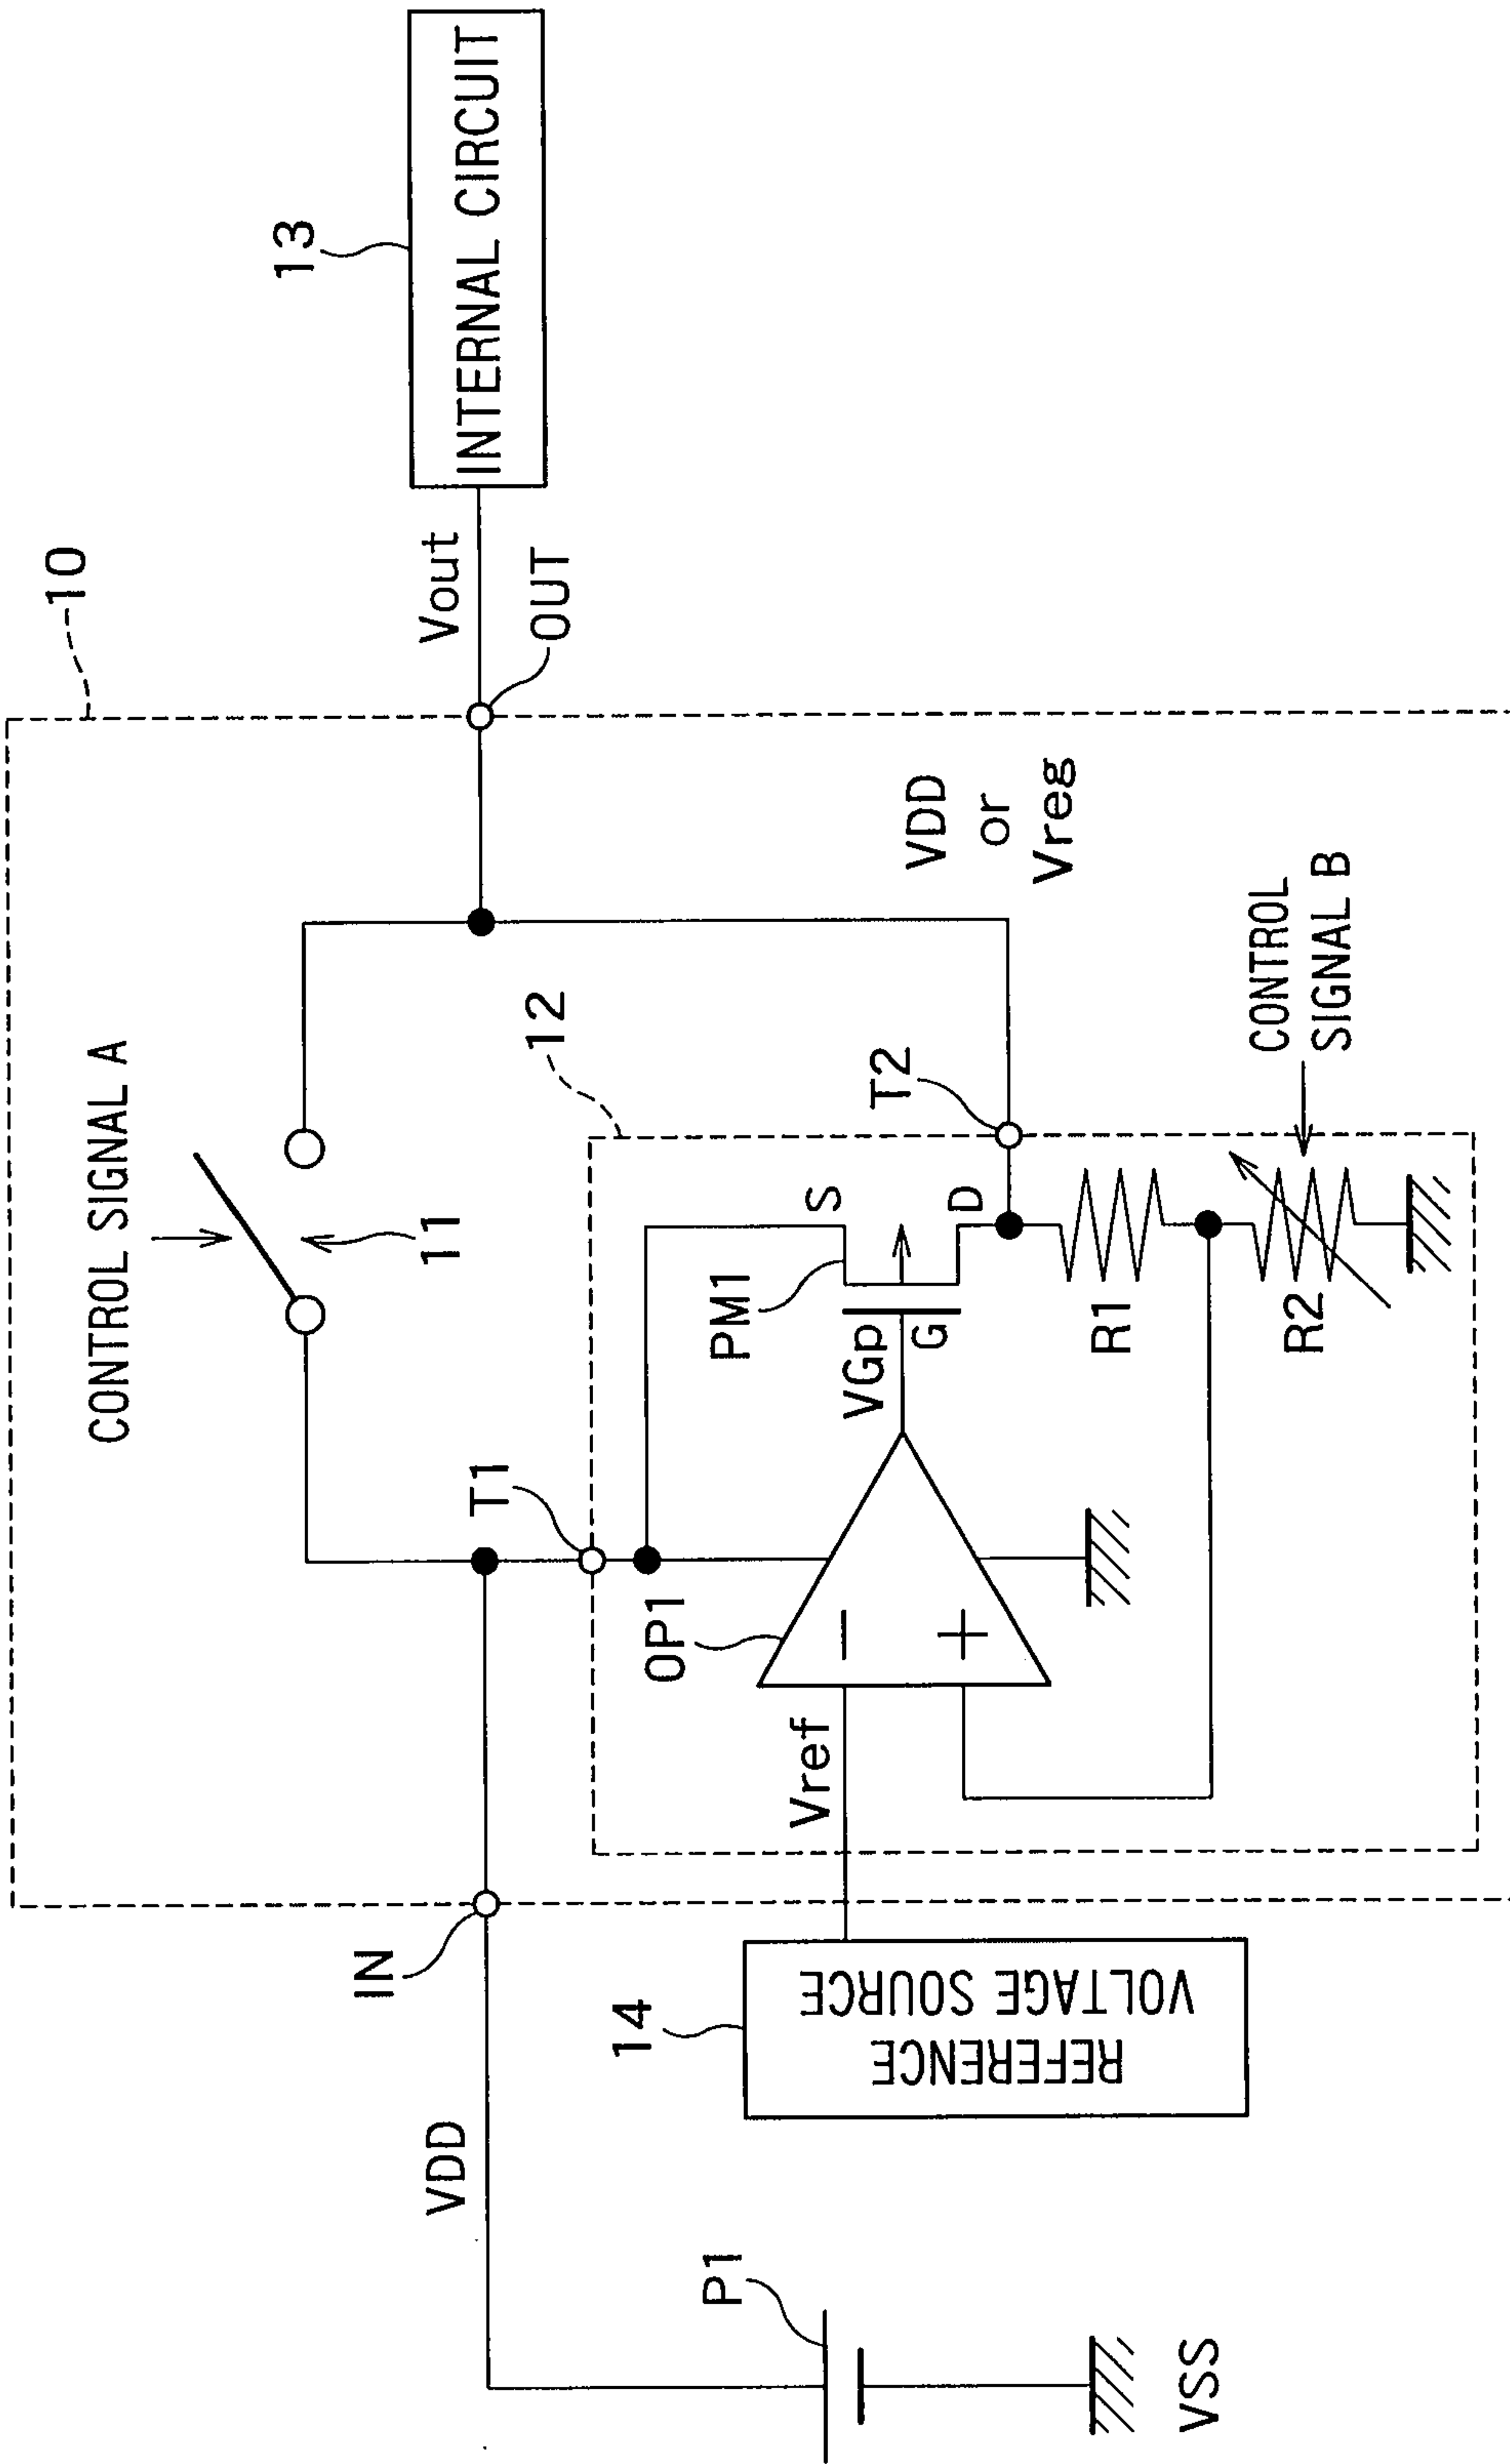 10
CONTROL SIGNAL A
11
13
INTERNAL CIRCUIT
Vout
OUT
IN
VDD
T1
12
VDD
or
Vreg
T2
P1
VSS
14
REFERENCE
VOLTAGE SOURCE
Vref
OP1
−
+
VGp
G
PM1
S
D
R1
R2
CONTROL
SIGNAL B